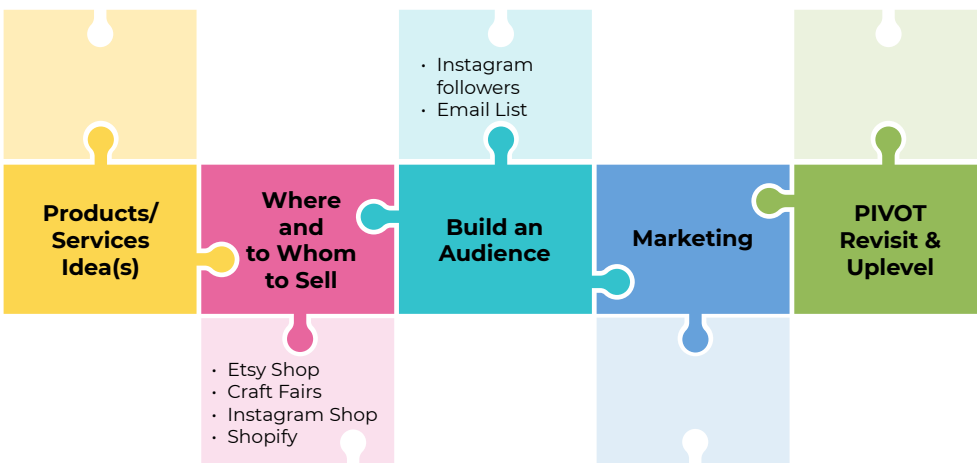 • Instagram
followers
• Email List
Products/
Services
Idea(s)
Where
and
to Whom
to Sell
Build an
Audience
Marketing
PIVOT
Revisit &
Uplevel
• Etsy Shop
• Craft Fairs
• Instagram Shop
• Shopify